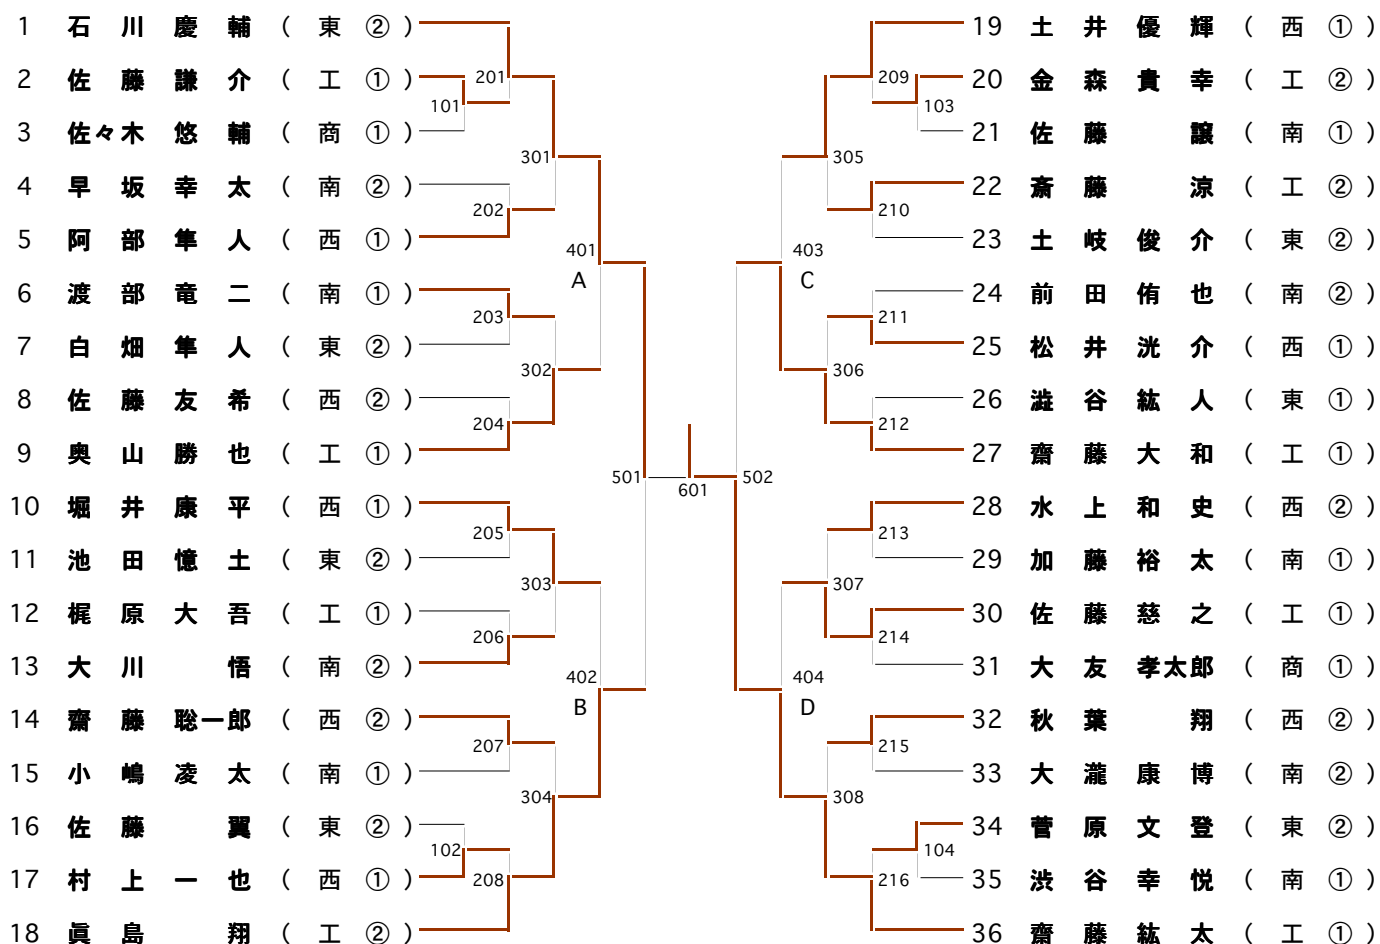 1 石川慶輔 ( 東 ② )
2 佐藤謙介 ( 工 ① )
3 佐々木悠輔 ( 商 ① )
4 早坂幸太 ( 南 ② )
5 阿部隼人 ( 西 ① )
6 渡部竜二 ( 南 ① )
7 白畑隼人 ( 東 ② )
8 佐藤友希 ( 西 ② )
9 奥山勝也 ( 工 ① )
10 堀井康平 ( 西 ① )
11 池田憶土 ( 東 ② )
12 梶原大吾 ( 工 ① )
13 大川悟 ( 南 ② )
14 齋藤聡一郎 ( 西 ② )
15 小嶋凌太 ( 南 ① )
16 佐藤翼 ( 東 ② )
17 村上一也 ( 西 ① )
18 眞島翔 ( 工 ② )
101
102
201
202
203
204
205
206
207
208
301
302
303
304
401
A
402
B
501
601
502
403
C
404
D
305
306
307
308
209
210
211
212
213
214
215
216
103
104
19 土井優輝 ( 西 ① )
20 金森貴幸 ( 工 ② )
21 佐藤譲 ( 南 ① )
22 斎藤涼 ( 工 ② )
23 土岐俊介 ( 東 ② )
24 前田侑也 ( 南 ② )
25 松井洸介 ( 西 ① )
26 澁谷紘人 ( 東 ① )
27 齋藤大和 ( 工 ① )
28 水上和史 ( 西 ② )
29 加藤裕太 ( 南 ① )
30 佐藤慈之 ( 工 ① )
31 大友孝太郎 ( 商 ① )
32 秋葉翔 ( 西 ② )
33 大瀧康博 ( 南 ② )
34 菅原文登 ( 東 ② )
35 渋谷幸悦 ( 南 ① )
36 齋藤紘太 ( 工 ① )